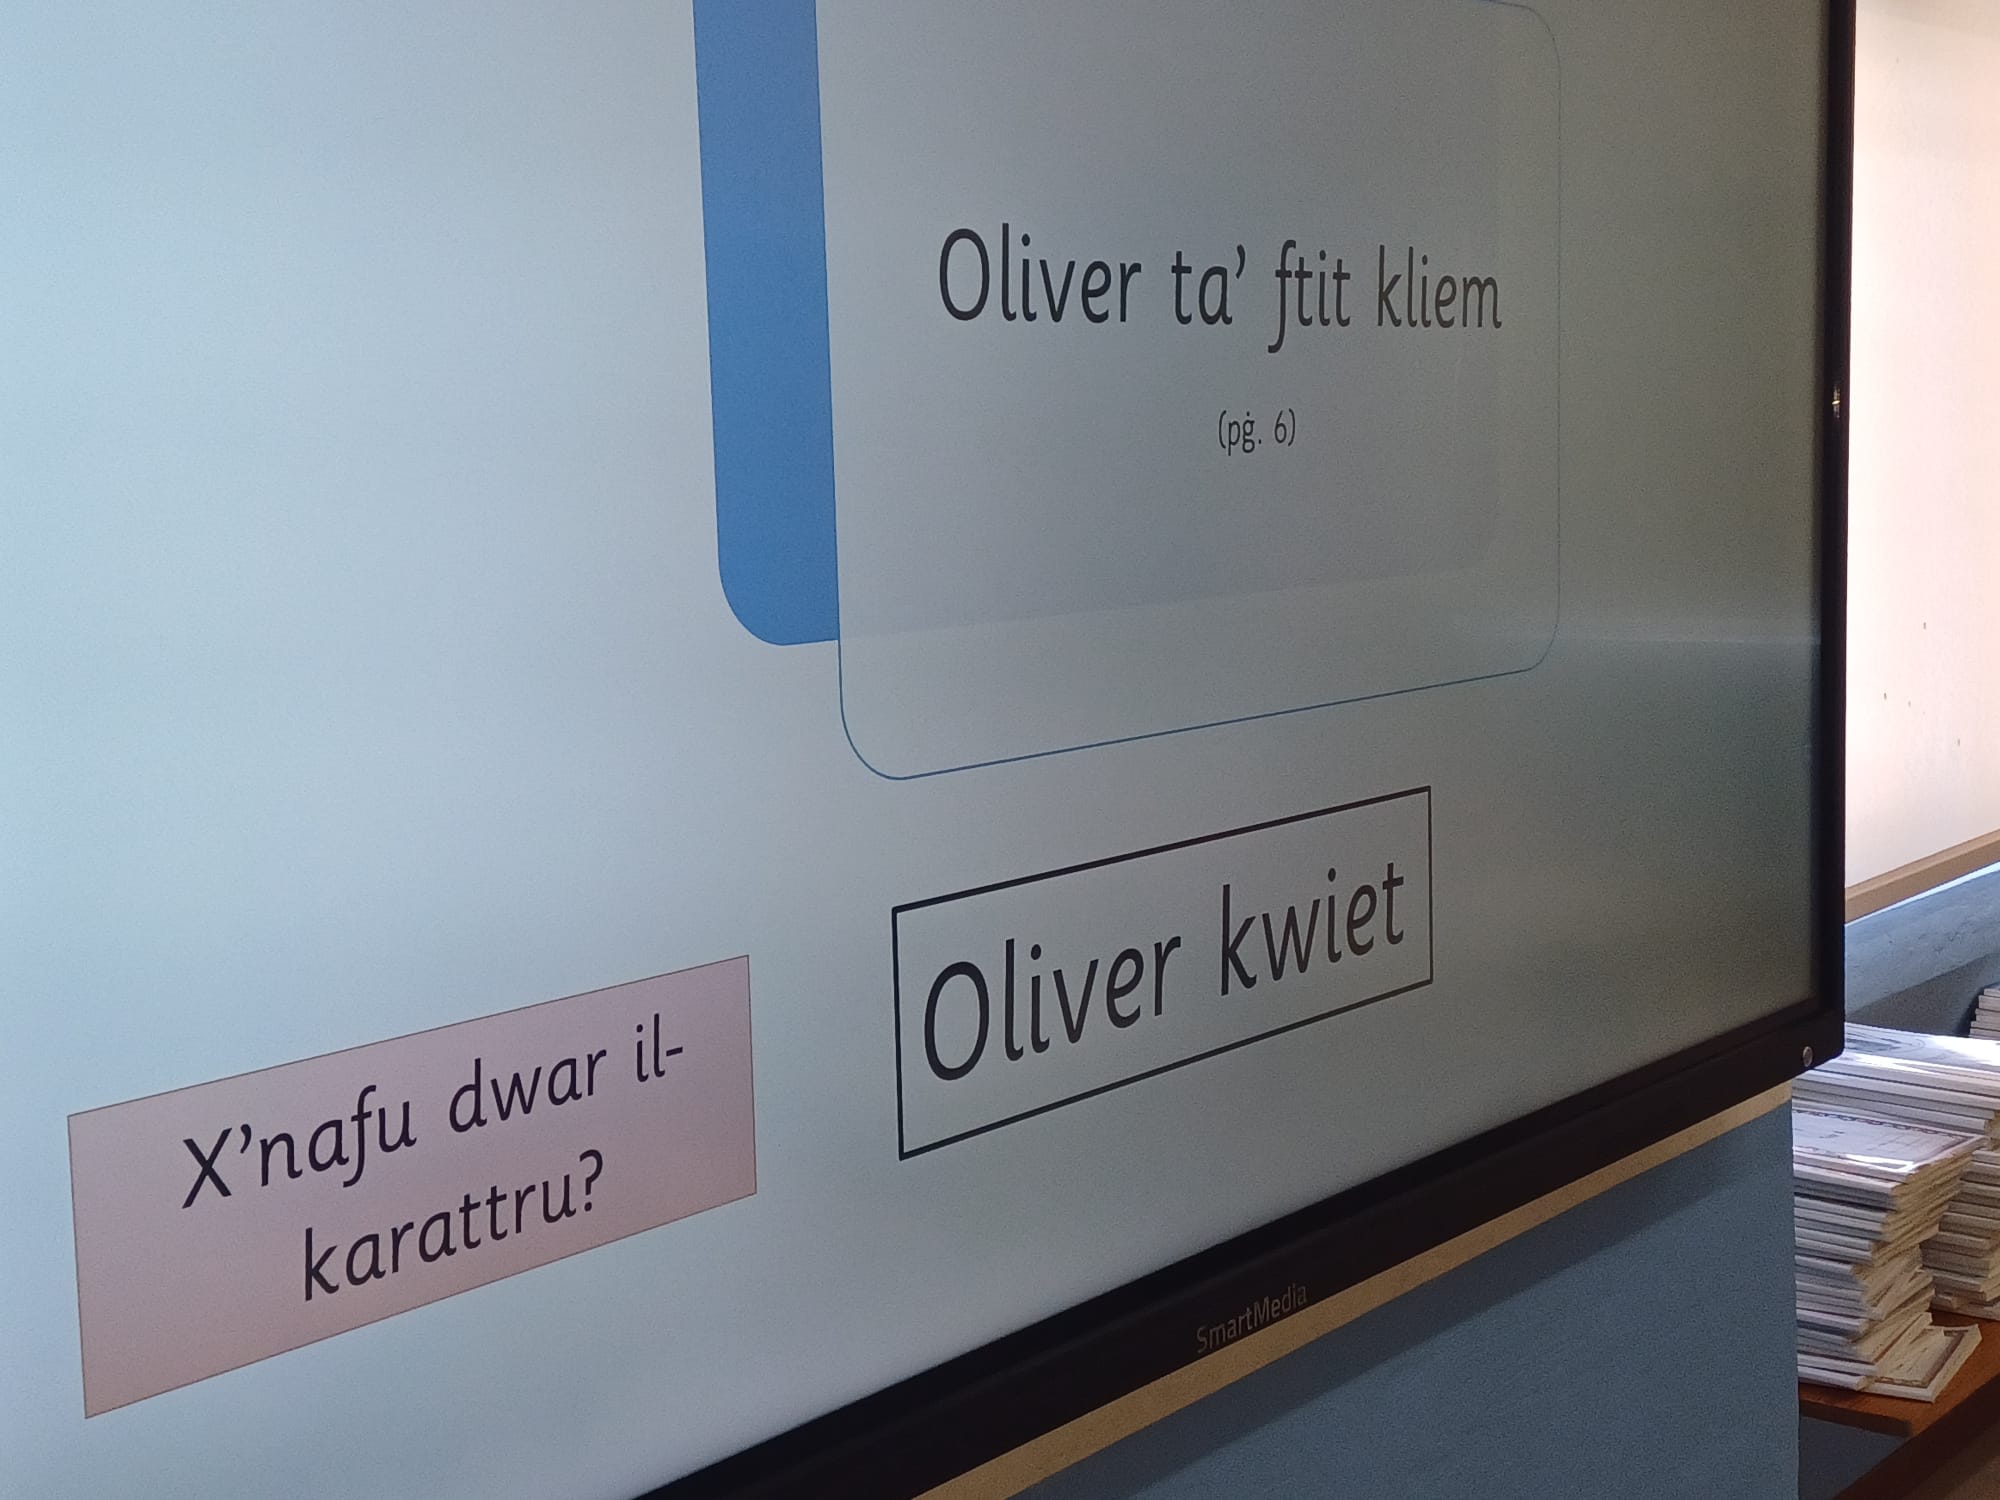 Oliver ta’ ftit kliem
(pġ. 6)
Oliver kwiet
X’nafu dwar il-
karattru?
SmartMedia